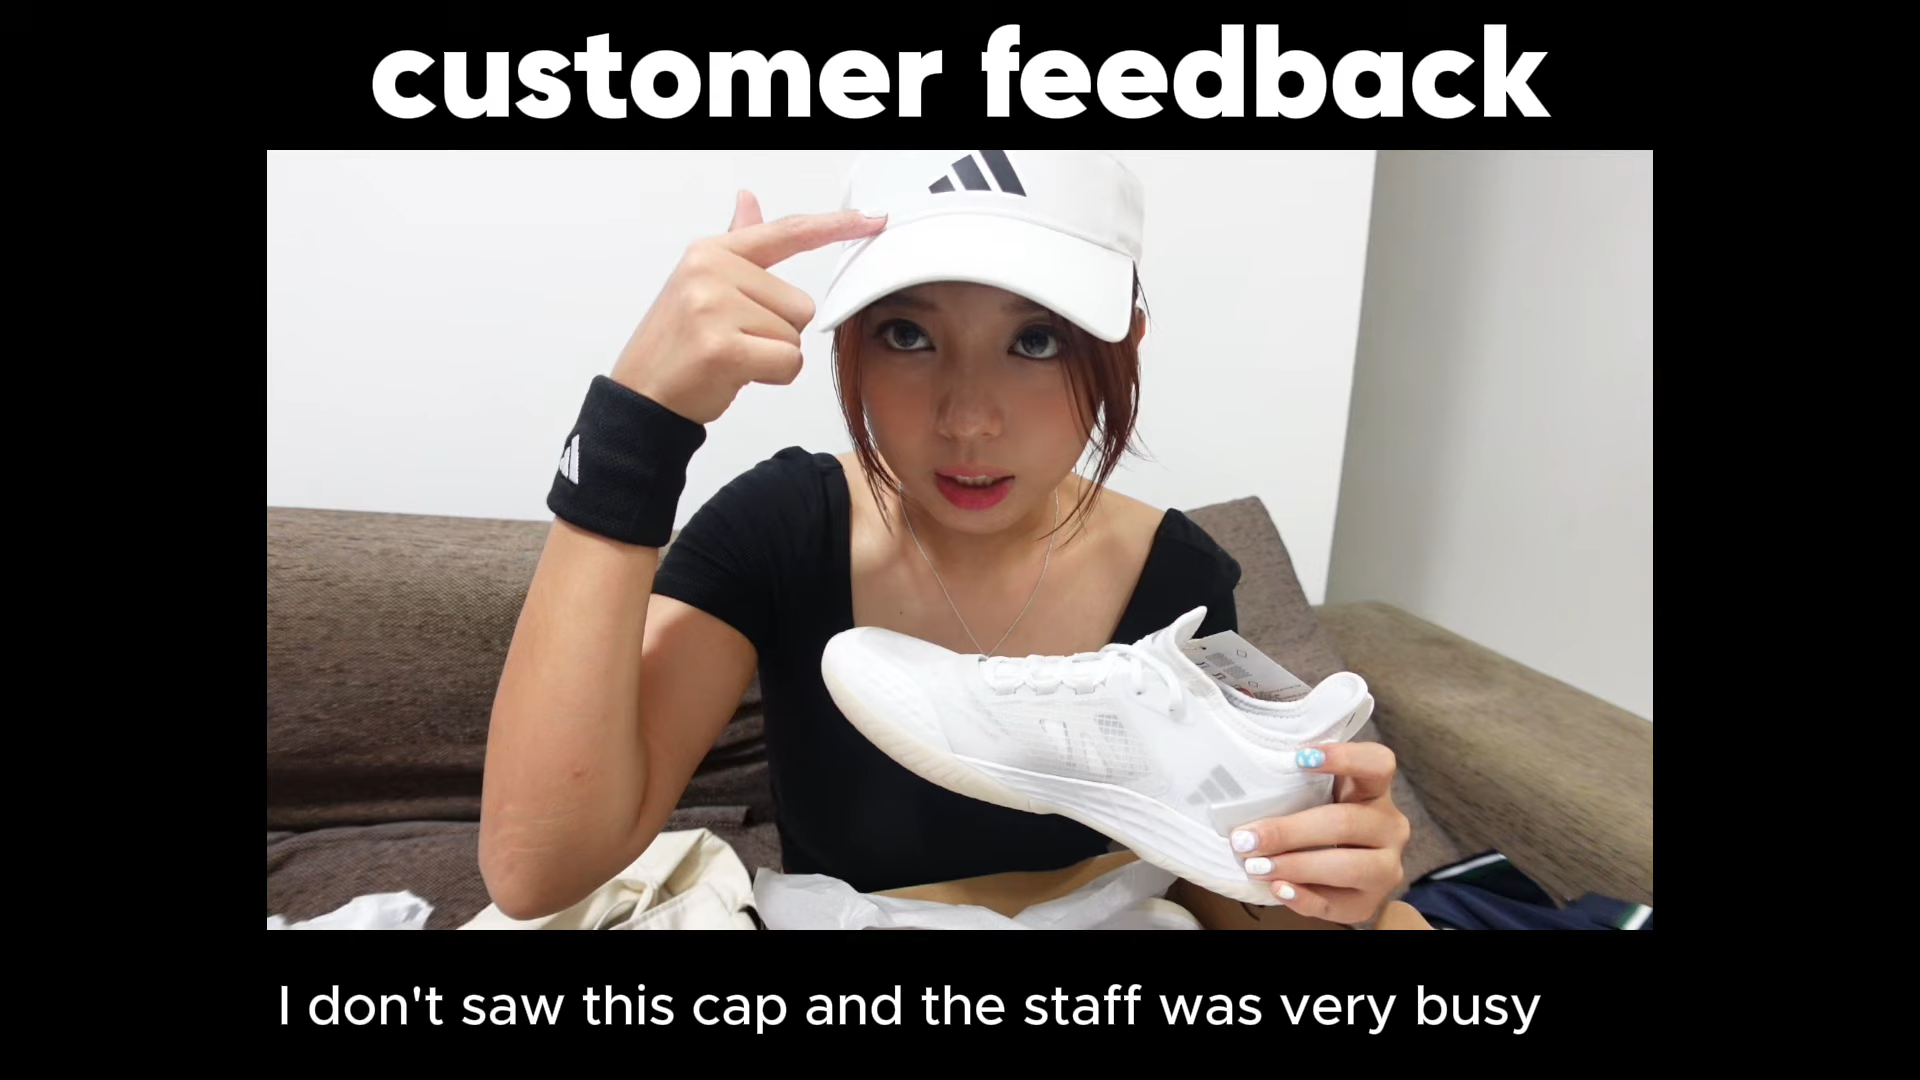 customer feedback
I don't saw this cap and the staff was very busy